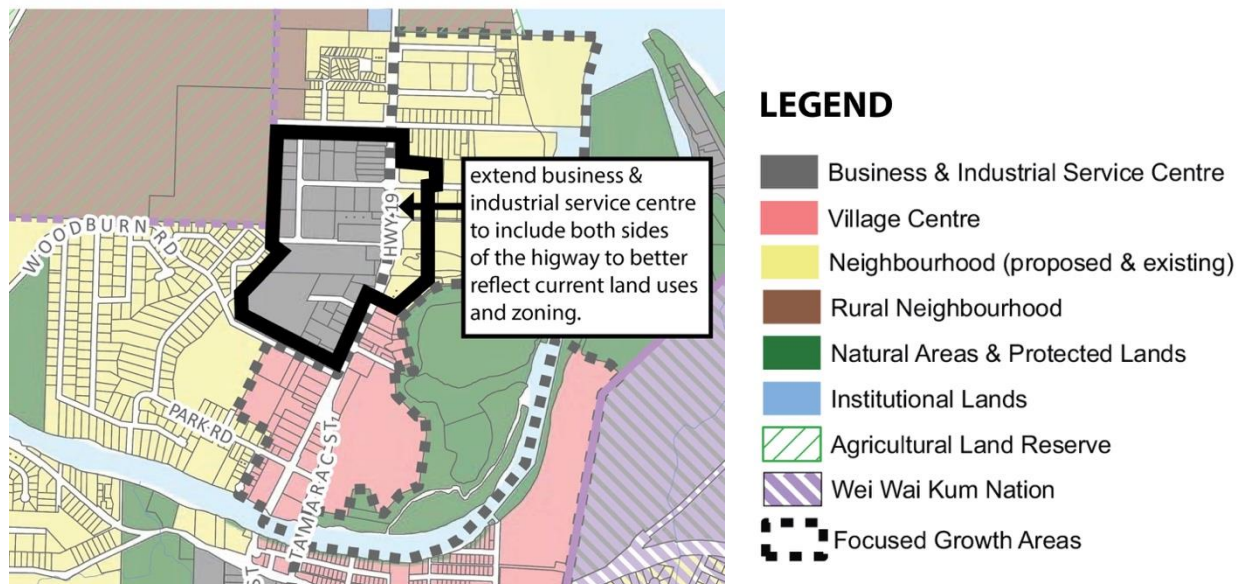 WOODBURN RD
PARK RD
HWY 19
TAMARAC ST
ST
extend business &
industrial service centre
to include both sides
of the higway to better
reflect current land uses
and zoning.
LEGEND
Business & Industrial Service Centre
Village Centre
Neighbourhood (proposed & existing)
Rural Neighbourhood
Natural Areas & Protected Lands
Institutional Lands
Agricultural Land Reserve
Wei Wai Kum Nation
Focused Growth Areas